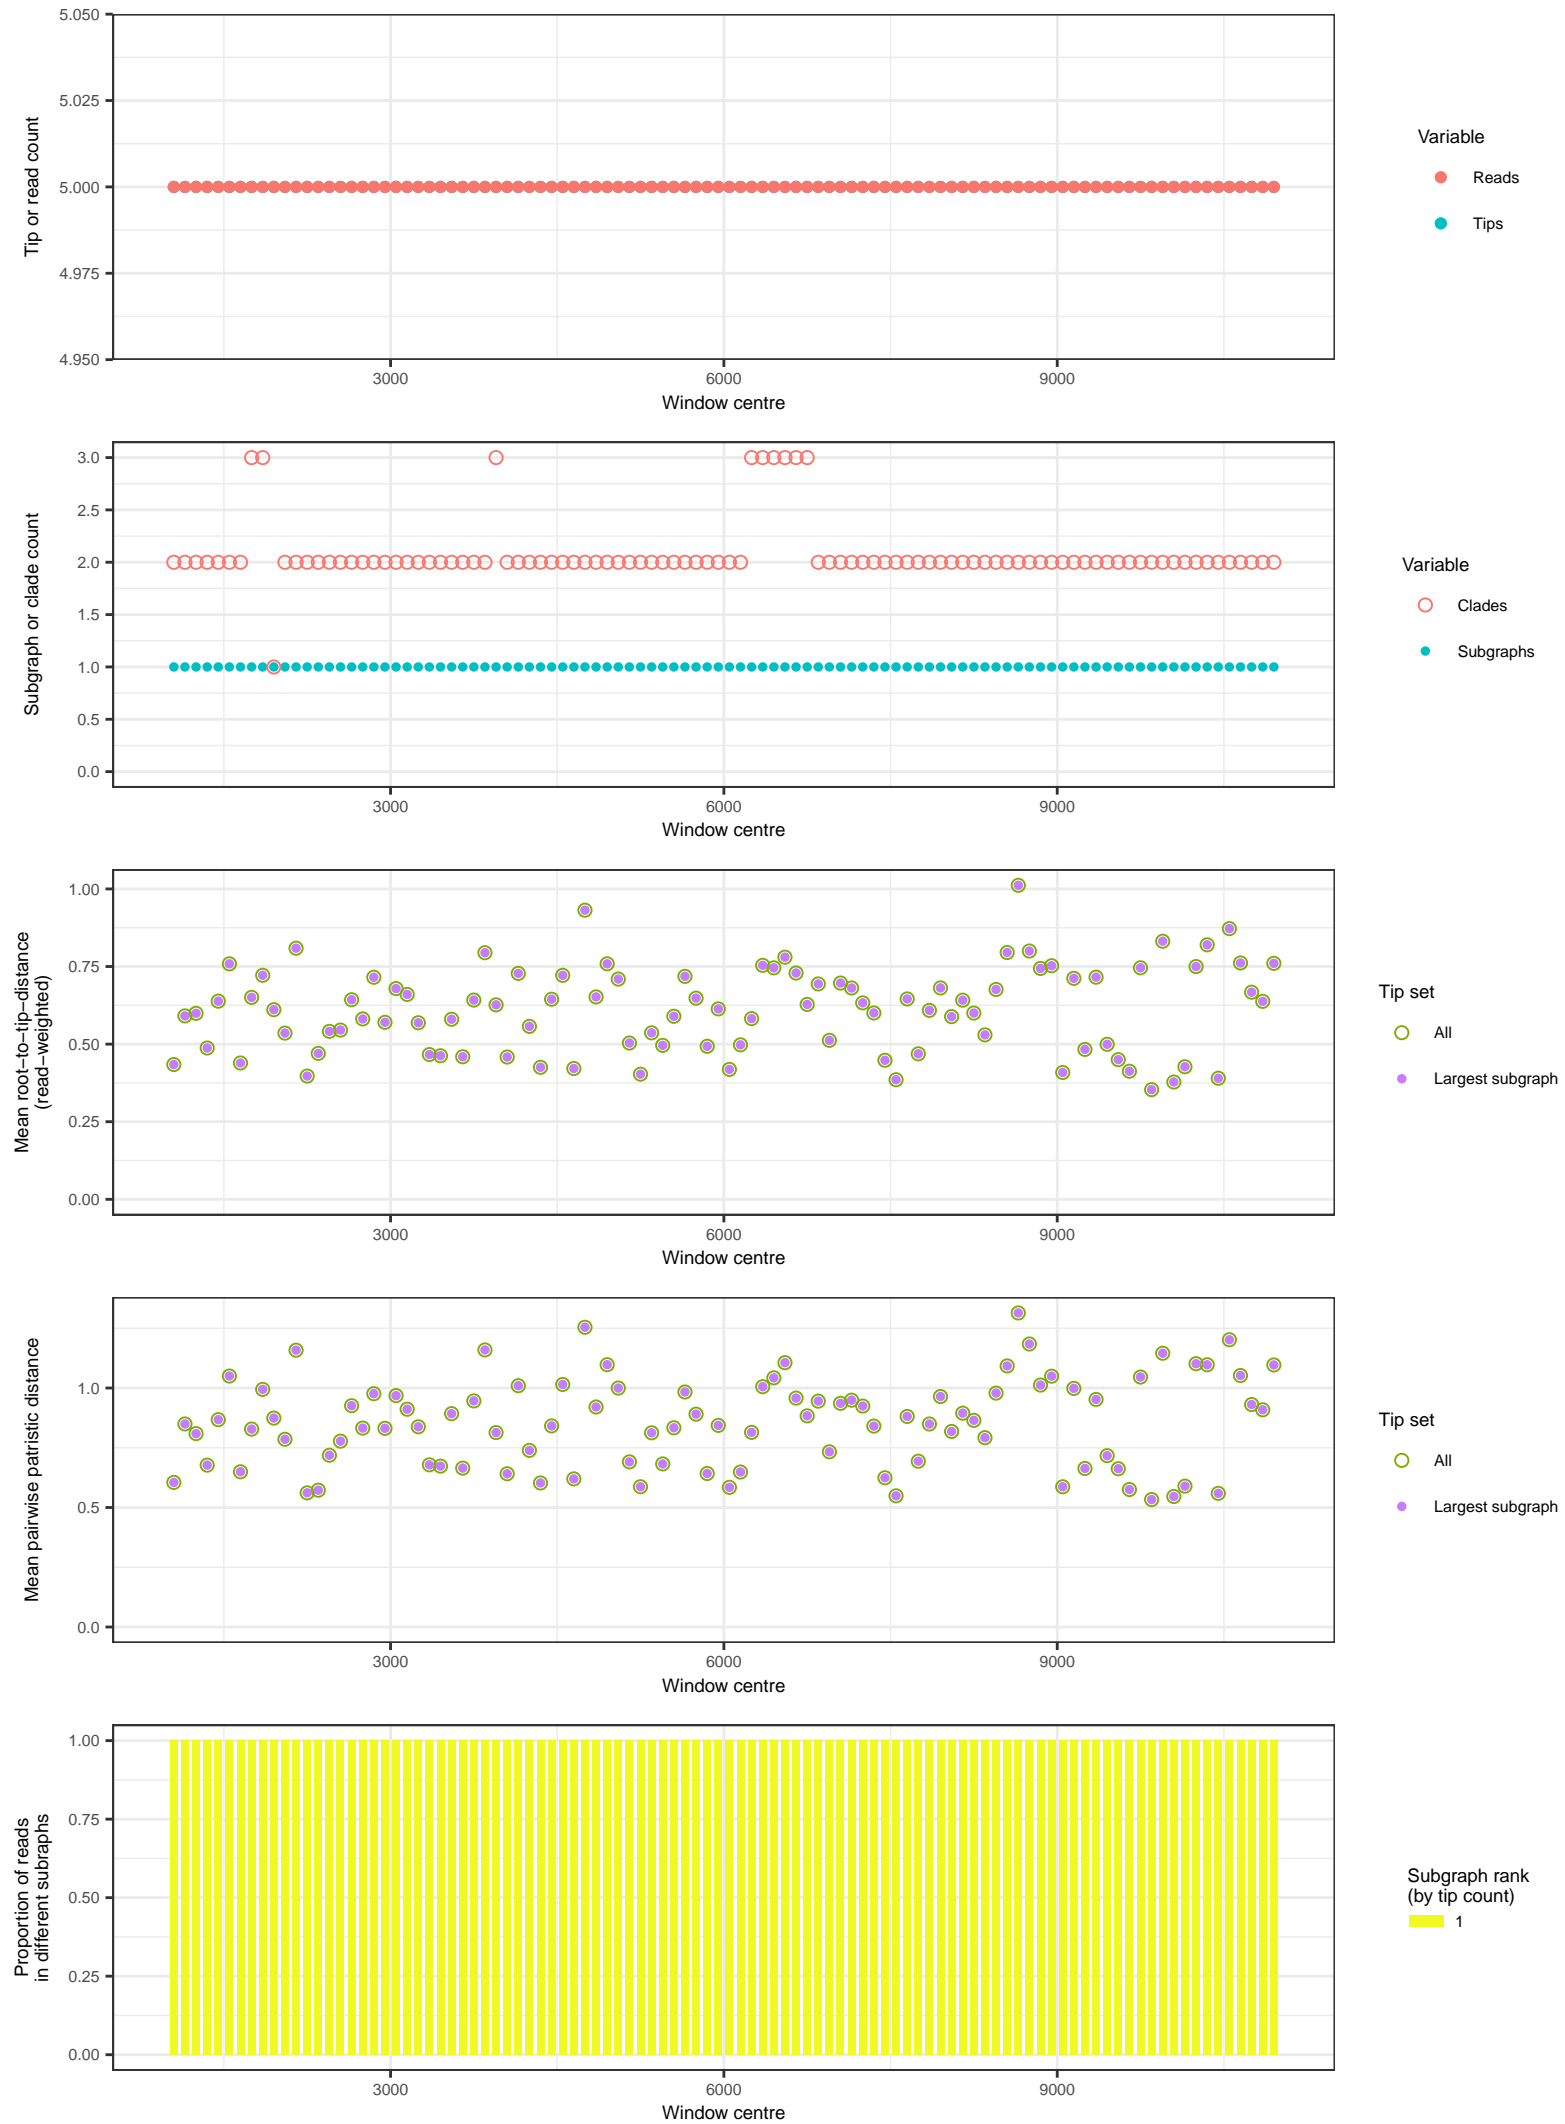 5.050
5.025
5.000
4.975
4.950
Tip or read count
3000 6000 9000
Window centre
Variable
Reads
Tips
3.0
2.5
2.0
1.5
1.0
0.5
0.0
Subgraph or clade count
3000 6000 9000
Window centre
Variable
Clades
Subgraphs
1.00
0.75
0.50
0.25
0.00
Mean root−to−tip−distance
(read−weighted)
3000 6000 9000
Window centre
Tip set
All
Largest subgraph
1.0
0.5
0.0
Mean pairwise patristic distance
3000 6000 9000
Window centre
Tip set
All
Largest subgraph
1.00
0.75
0.50
0.25
0.00
Proportion of reads
in different subraphs
3000 6000 9000
Window centre
Subgraph rank
(by tip count)
1